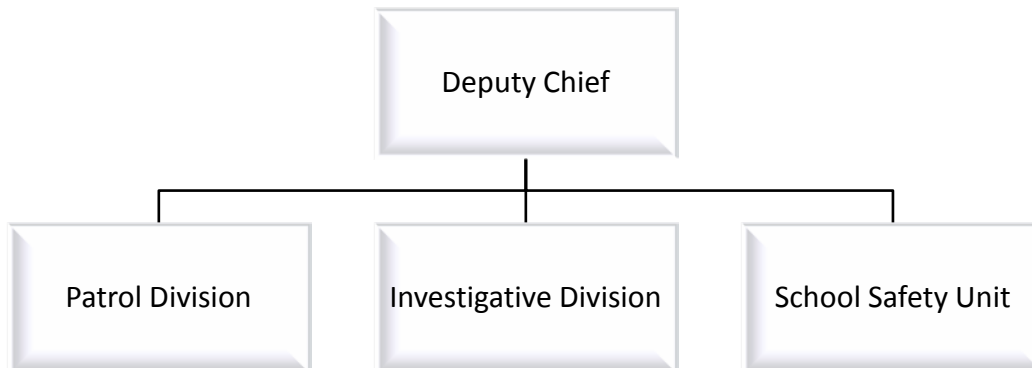 Deputy Chief
Patrol Division
Investigative Division
School Safety Unit